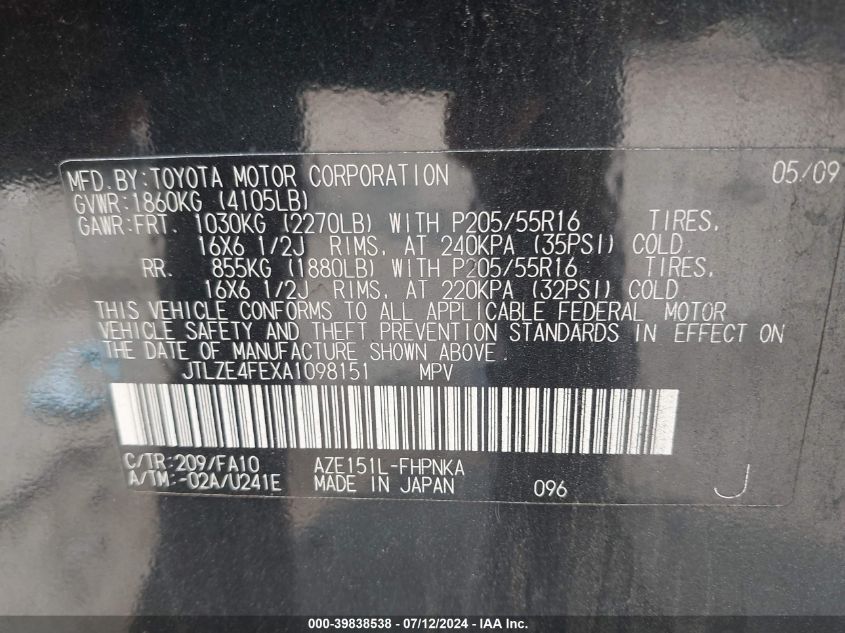 MFD. BY: TOYOTA MOTOR CORPORATION 05/09
GVWR: 1860KG (4105LB)
GAWR: FRT. 1030KG (2270LB) WITH P205/55R16 TIRES,
16X6 1/2J RIMS, AT 240KPA (35PSI) COLD
RR. 855KG (1880LB) WITH P205/55R16 TIRES,
16X6 1/2J RIMS, AT 220KPA (32PSI) COLD
THIS VEHICLE CONFORMS TO ALL APPLICABLE FEDERAL MOTOR
VEHICLE SAFETY AND THEFT PREVENTION STANDARDS IN EFFECT ON
THE DATE OF MANUFACTURE SHOWN ABOVE.
JTLZE4FEXA1098151 MPV
C/TR: 209/FA10 AZE151L-FHPNKA
A/TM: -02A/U241E MADE IN JAPAN 096 J
000-39838538 - 07/12/2024 - IAA Inc.